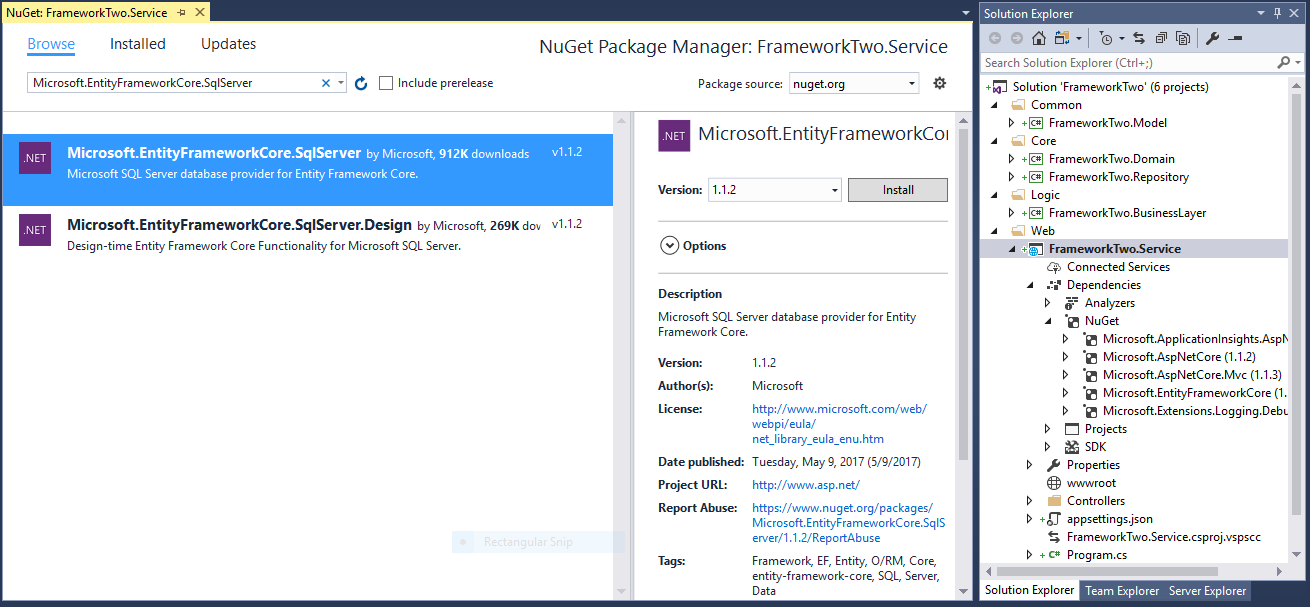 NuGet: FrameworkTwo.Service
Browse Installed Updates
NuGet Package Manager: FrameworkTwo.Service
Microsoft.EntityFrameworkCore.SqlServer
Include prerelease
Package source: nuget.org
.NET
Microsoft.EntityFrameworkCore.SqlServer by Microsoft, 912K downloads v1.1.2
Microsoft SQL Server database provider for Entity Framework Core.
.NET
Microsoft.EntityFrameworkCore.SqlServer.Design by Microsoft, 269K dow v1.1.2
Design-time Entity Framework Core Functionality for Microsoft SQL Server.
Rectangular Snip
.NET
Microsoft.EntityFrameworkCor
Version: 1.1.2 Install
Options
Description
Microsoft SQL Server database provider for Entity
Framework Core.
Version: 1.1.2
Author(s): Microsoft
License: http://www.microsoft.com/web/
webpi/eula/
net_library_eula_enu.htm
Date published: Tuesday, May 9, 2017 (5/9/2017)
Project URL: http://www.asp.net/
Report Abuse: https://www.nuget.org/packages/
Microsoft.EntityFrameworkCore.SqlS
erver/1.1.2/ReportAbuse
Tags: Framework, EF, Entity, O/RM, Core,
entity-framework-core, SQL, Server,
Data
Solution Explorer
Search Solution Explorer (Ctrl+;)
Solution 'FrameworkTwo' (6 projects)
Common
C# FrameworkTwo.Model
Core
C# FrameworkTwo.Domain
C# FrameworkTwo.Repository
Logic
C# FrameworkTwo.BusinessLayer
Web
FrameworkTwo.Service
Connected Services
Dependencies
Analyzers
NuGet
Microsoft.ApplicationInsights.AspN
Microsoft.AspNetCore (1.1.2)
Microsoft.AspNetCore.Mvc (1.1.3)
Microsoft.EntityFrameworkCore (1.
Microsoft.Extensions.Logging.Debu
Projects
SDK
Properties
wwwroot
Controllers
appsettings.json
FrameworkTwo.Service.csproj.vspscc
C# Program.cs
Solution Explorer Team Explorer Server Explorer